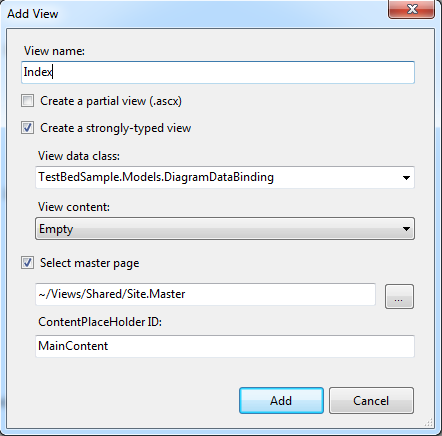 Add View
View name:
Index
Create a partial view (.ascx)
Create a strongly-typed view
View data class:
TestBedSample.Models.DiagramDataBinding
View content:
Empty
Select master page
~/Views/Shared/Site.Master
...
ContentPlaceHolder ID:
MainContent
Add Cancel